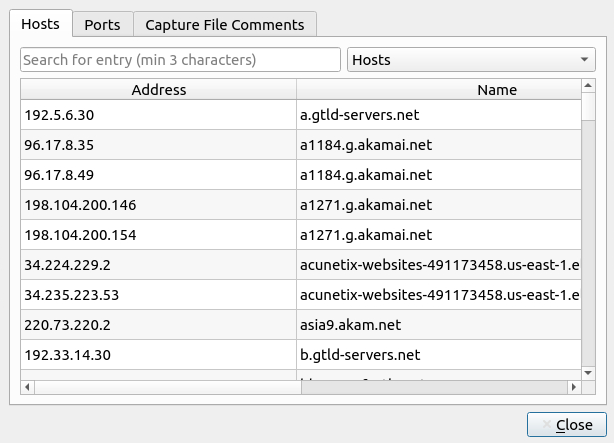 Hosts Ports Capture File Comments
Search for entry (min 3 characters) Hosts
Address Name
192.5.6.30 a.gtld-servers.net
96.17.8.35 a1184.g.akamai.net
96.17.8.49 a1184.g.akamai.net
198.104.200.146 a1271.g.akamai.net
198.104.200.154 a1271.g.akamai.net
34.224.229.2 acunetix-websites-491173458.us-east-1.e
34.235.223.53 acunetix-websites-491173458.us-east-1.e
220.73.220.2 asia9.akam.net
192.33.14.30 b.gtld-servers.net
Close